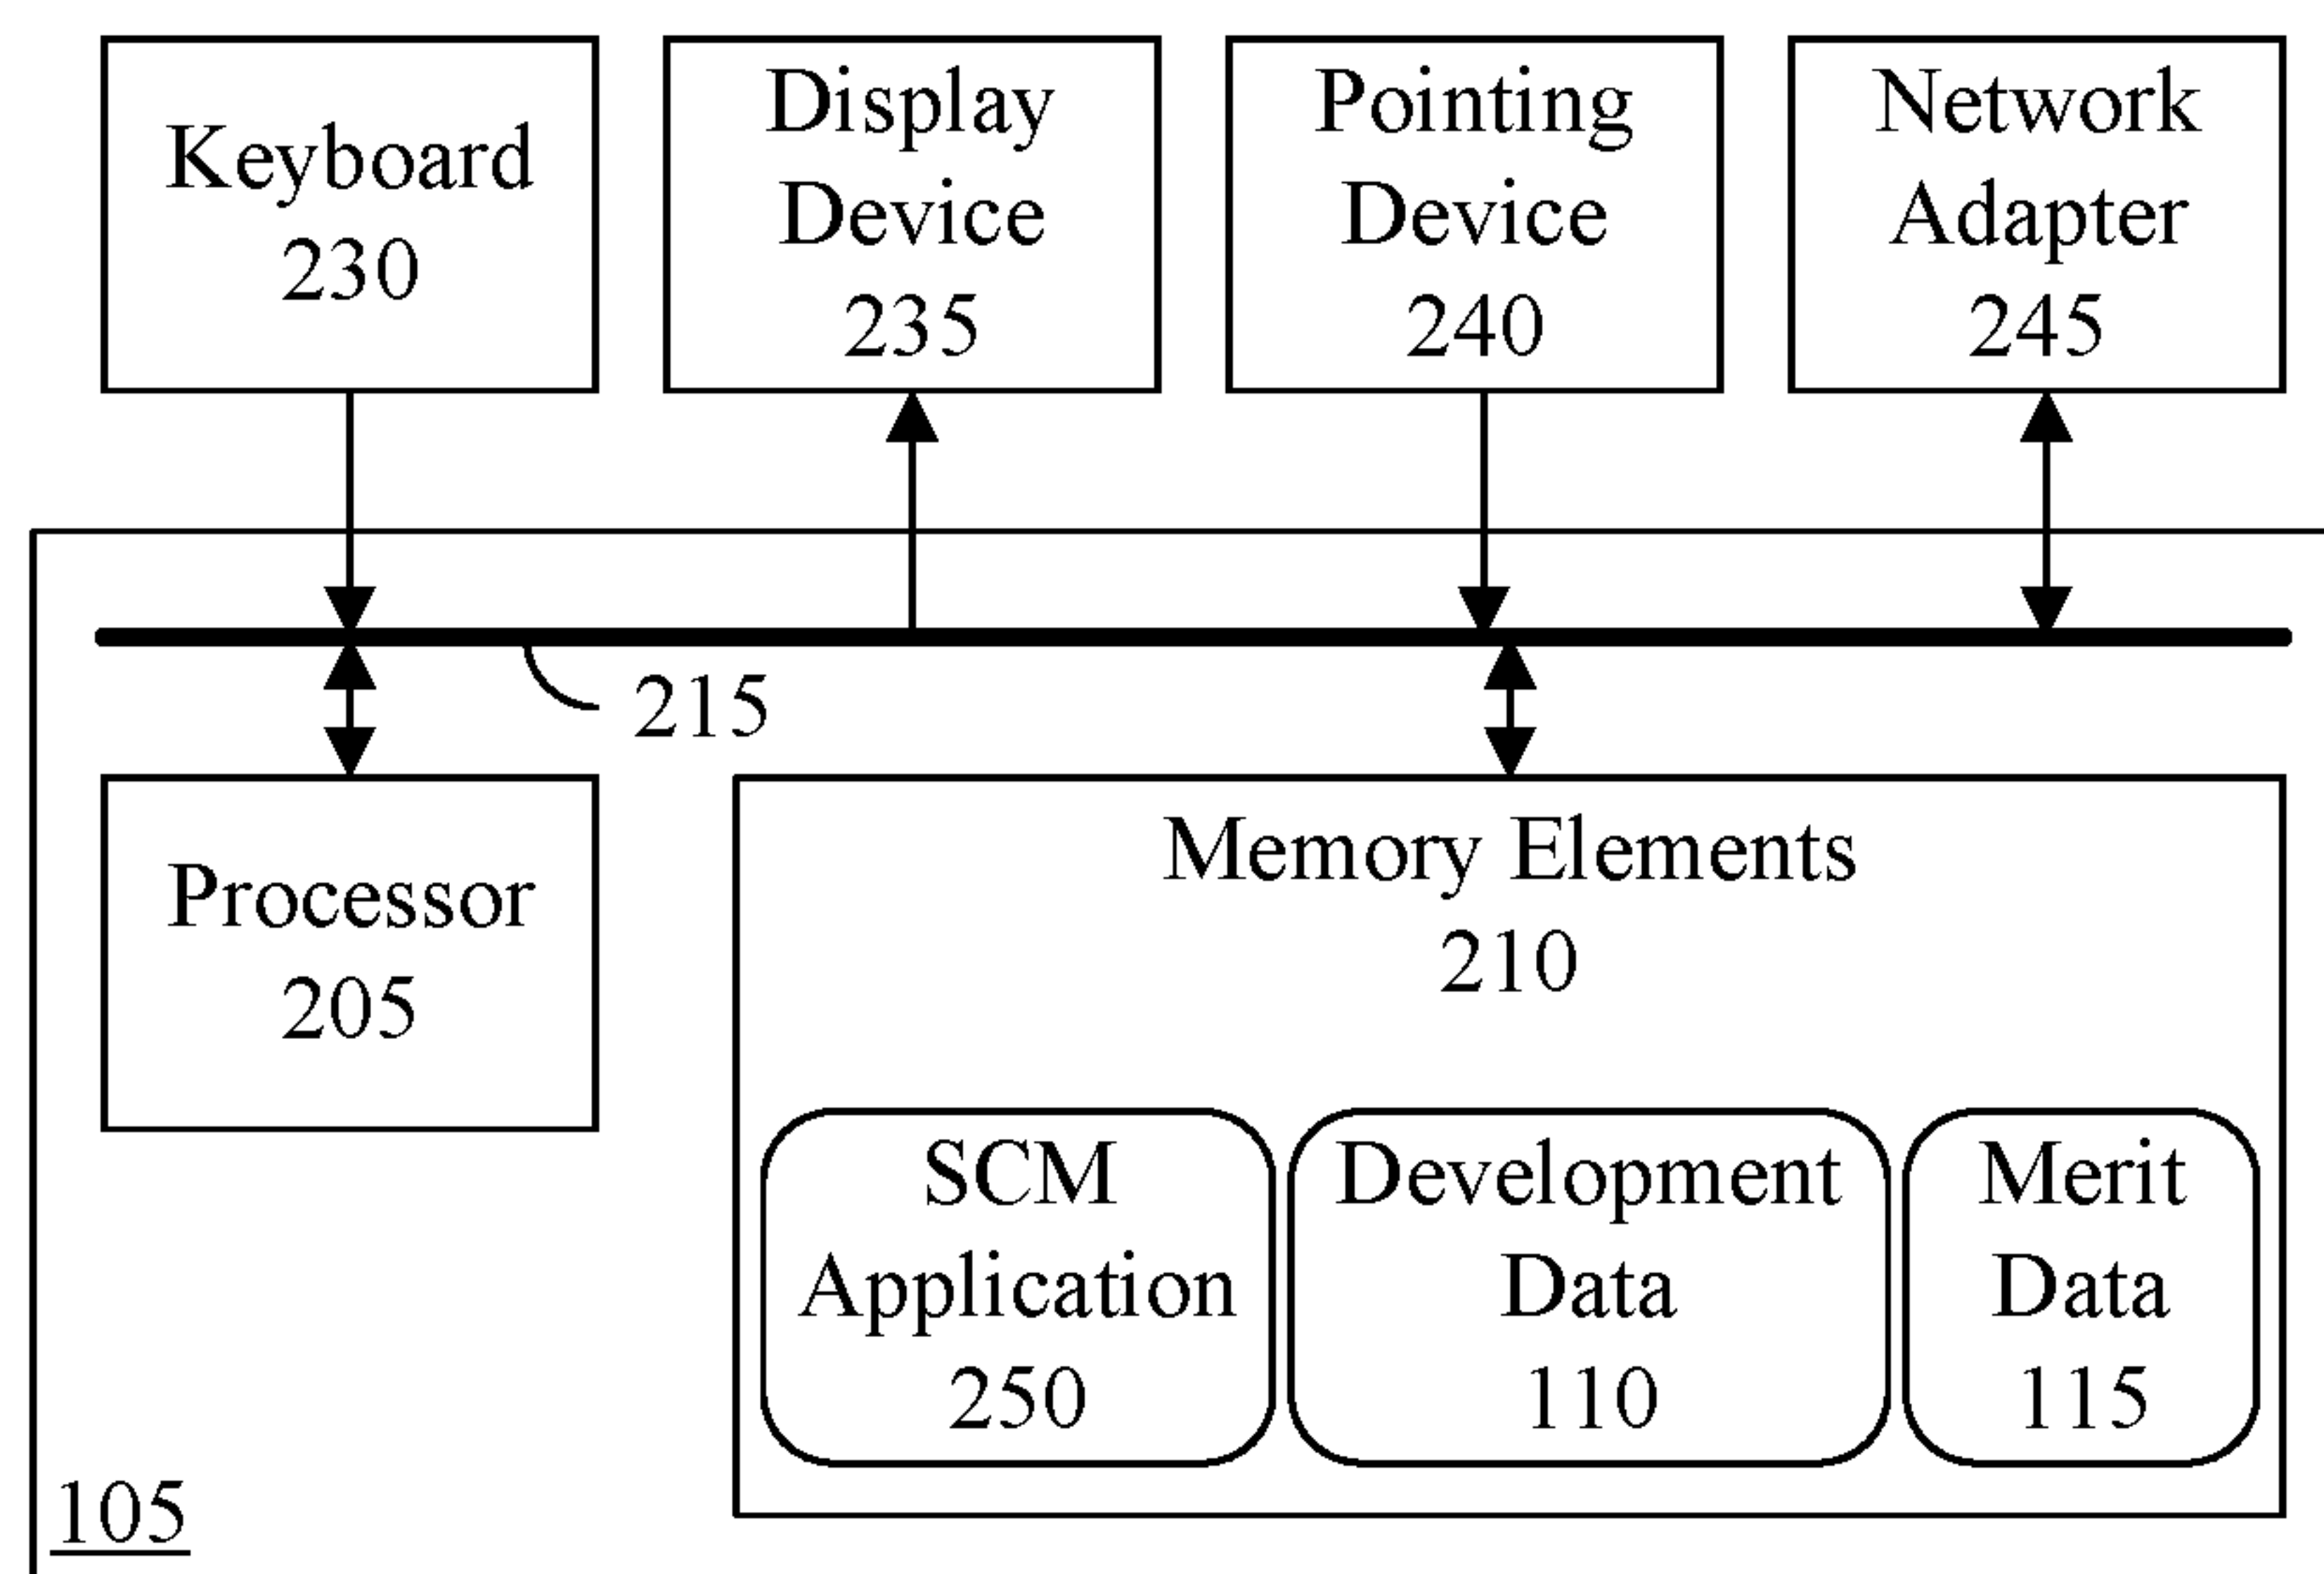 Keyboard
230
Display
Device
235
Pointing
Device
240
Network
Adapter
245
215
Processor
205
Memory Elements
210
SCM
Application
250
Development
Data
110
Merit
Data
115
105